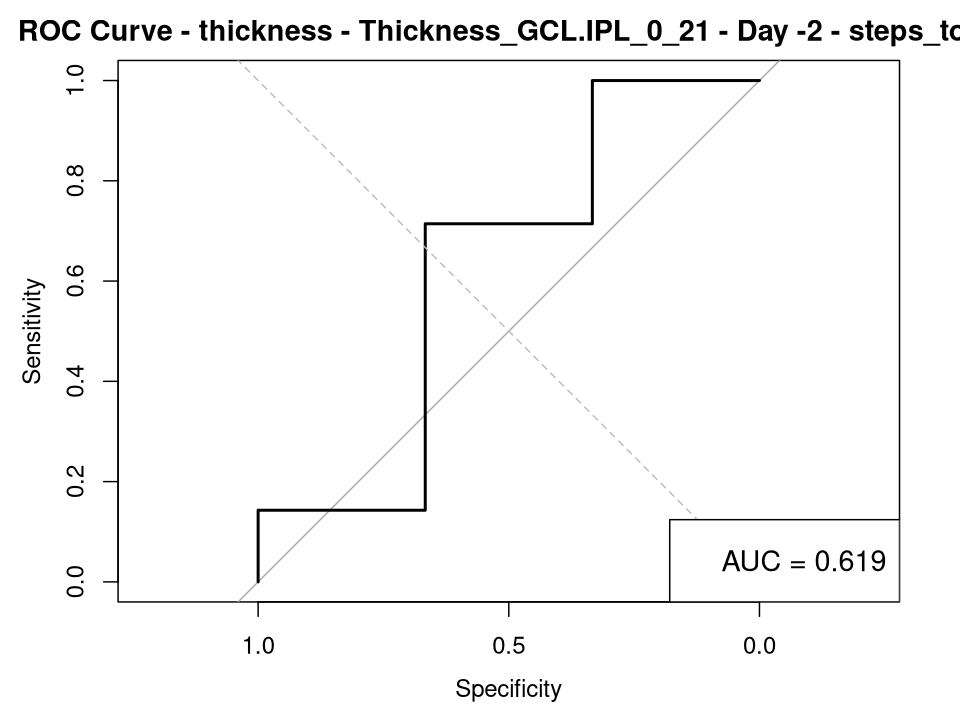 ROC Curve - thickness - Thickness_GCL.IPL_0_21 - Day -2 - steps_to
1.0
0.8
0.6
0.4
0.2
0.0
Sensitivity
AUC = 0.619
1.0 0.5 0.0
Specificity